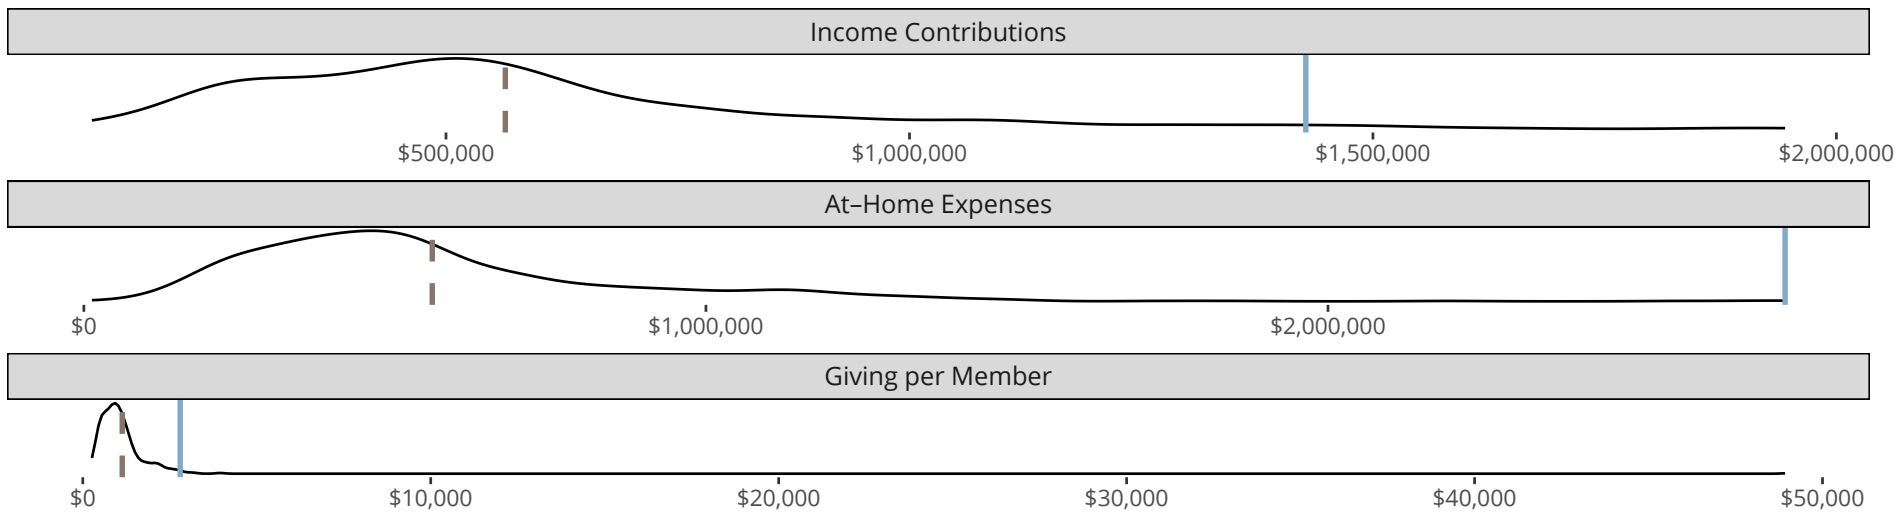 Income Contributions
$500,000 $1,000,000 $1,500,000 $2,000,000
At–Home Expenses
$0 $1,000,000 $2,000,000
Giving per Member
$0 $10,000 $20,000 $30,000 $40,000 $50,000